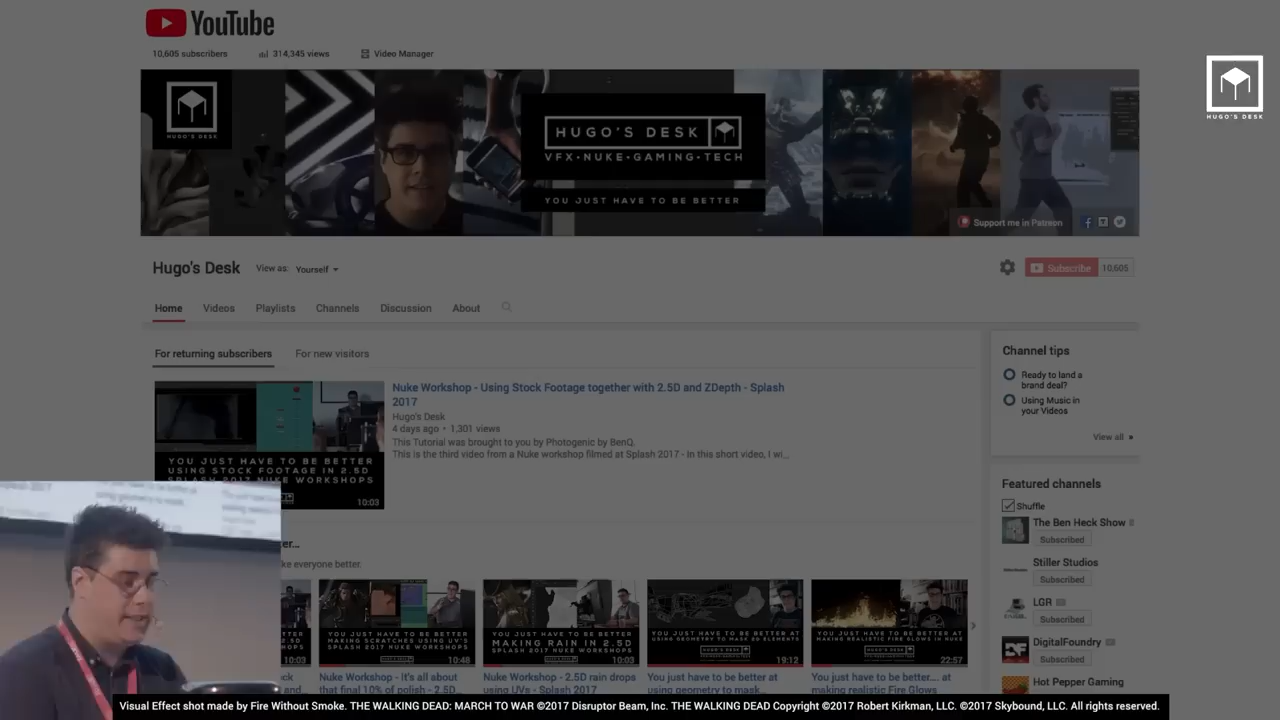 YouTube
10,605 subscribers 314,345 views Video Manager
HUGO'S DESK
HUGO'S DESK
VFX•NUKE•GAMING•TECH
YOU JUST HAVE TO BE BETTER
Support me in Patreon
HUGO'S DESK
Hugo's Desk View as: Yourself
Subscribe 10,605
Home Videos Playlists Channels Discussion About
For returning subscribers For new visitors
Nuke Workshop - Using Stock Footage together with 2.5D and ZDepth - Splash
2017
Hugo's Desk
4 days ago • 1,301 views
This Tutorial was brought to you by Photogenic by BenQ.
This is the third video from a Nuke workshop filmed at Splash 2017 - In this short video, I wi...
YOU JUST HAVE TO BE BETTER
USING STOCK FOOTAGE IN 2.5D
SPLASH 2017 NUKE WORKSHOPS
10:03
Channel tips
Ready to land a
brand deal?
Using Music in
your Videos
View all »
Featured channels
Shuffle
The Ben Heck Show
Subscribed
Stiller Studios
Subscribed
LGR
Subscribed
DigitalFoundry
Subscribed
Hot Pepper Gaming
ter...
ke everyone better.
10:03
YOU JUST HAVE TO BE BETTER
MAKING SCRATCHES USING UV'S
SPLASH 2017 NUKE WORKSHOPS
10:48
YOU JUST HAVE TO BE BETTER
MAKING RAIN IN 2.5D
SPLASH 2017 NUKE WORKSHOPS
10:03
YOU JUST HAVE TO BE BETTER AT
USING GEOMETRY TO MASK 2D ELEMENTS
HUGO'S DESK
19:12
YOU JUST HAVE TO BE BETTER AT
MAKING REALISTIC FIRE GLOWS IN NUKE
HUGO'S DESK
22:57
Stock
and
Nuke Workshop - It's all about
that final 10% of polish - 2.5D...
Nuke Workshop - 2.5D rain drops
using UVs - Splash 2017
You just have to be better at
using geometry to mask...
You just have to be better.... at
making realistic Fire Glows
Visual Effect shot made by Fire Without Smoke. THE WALKING DEAD: MARCH TO WAR ©2017 Disruptor Beam, Inc. THE WALKING DEAD Copyright ©2017 Robert Kirkman, LLC. ©2017 Skybound, LLC. All rights reserved.